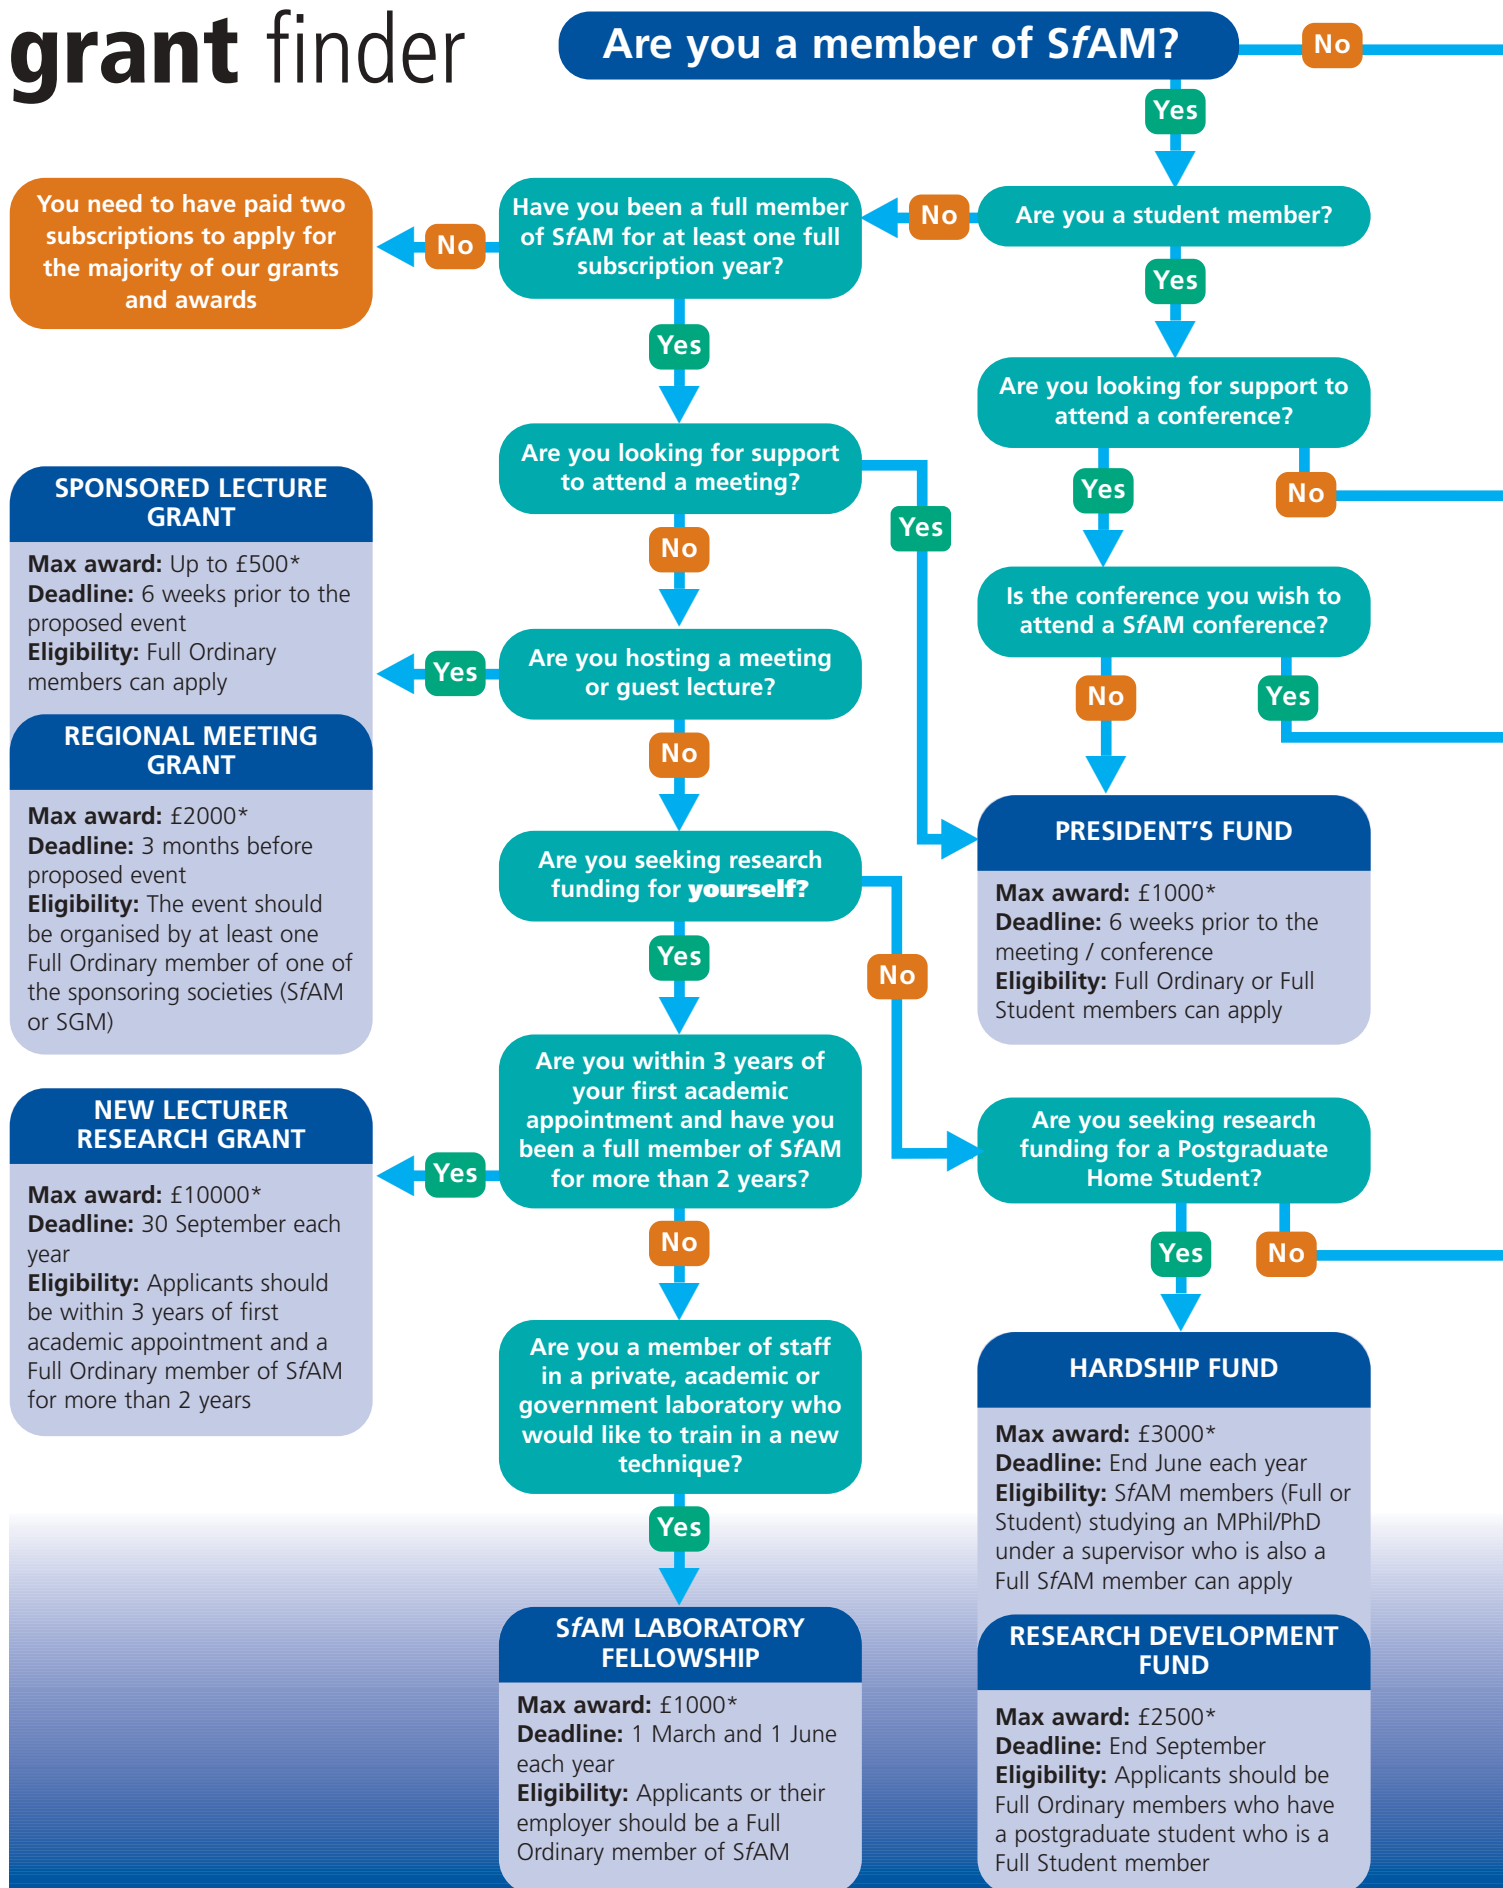 grant finder
Are you a member of SfAM?
No
Yes
You need to have paid two
subscriptions to apply for
the majority of our grants
and awards
No
Have you been a full member
of SfAM for at least one full
subscription year?
No
Are you a student member?
Yes
Yes
Are you looking for support to
attend a conference?
Are you looking for support
to attend a meeting?
Yes
No
Yes
No
Is the conference you wish to
attend a SfAM conference?
No
Yes
SPONSORED LECTURE
GRANT
Max award: Up to £500*
Deadline: 6 weeks prior to the
proposed event
Eligibility: Full Ordinary
members can apply
Yes
Are you hosting a meeting
or guest lecture?
No
REGIONAL MEETING
GRANT
Max award: £2000*
Deadline: 3 months before
proposed event
Eligibility: The event should
be organised by at least one
Full Ordinary member of one of
the sponsoring societies (SfAM
or SGM)
Are you seeking research
funding for yourself?
Yes
No
PRESIDENT'S FUND
Max award: £1000*
Deadline: 6 weeks prior to the
meeting / conference
Eligibility: Full Ordinary or Full
Student members can apply
NEW LECTURER
RESEARCH GRANT
Max award: £10000*
Deadline: 30 September each
year
Eligibility: Applicants should
be within 3 years of first
academic appointment and a
Full Ordinary member of SfAM
for more than 2 years
Yes
Are you within 3 years of
your first academic
appointment and have you
been a full member of SfAM
for more than 2 years?
No
Are you seeking research
funding for a Postgraduate
Home Student?
Yes
No
Are you a member of staff
in a private, academic or
government laboratory who
would like to train in a new
technique?
Yes
HARDSHIP FUND
Max award: £3000*
Deadline: End June each year
Eligibility: SfAM members (Full or
Student) studying an MPhil/PhD
under a supervisor who is also a
Full SfAM member can apply
SfAM LABORATORY
FELLOWSHIP
Max award: £1000*
Deadline: 1 March and 1 June
each year
Eligibility: Applicants or their
employer should be a Full
Ordinary member of SfAM
RESEARCH DEVELOPMENT
FUND
Max award: £2500*
Deadline: End September
Eligibility: Applicants should be
Full Ordinary members who have
a postgraduate student who is a
Full Student member